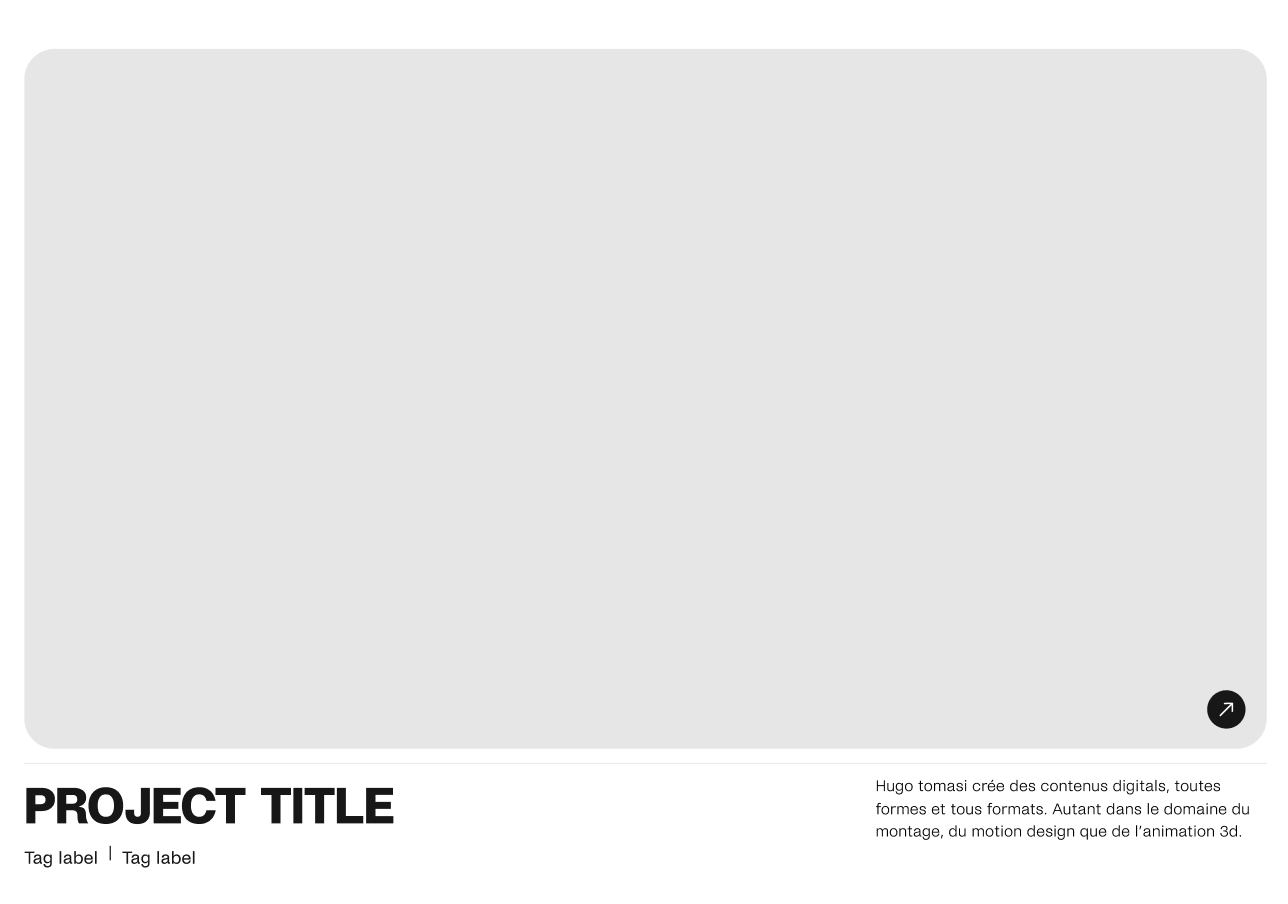 PROJECT TITLE
Tag label | Tag label
Hugo tomasi crée des contenus digitals, toutes
formes et tous formats. Autant dans le domaine du
montage, du motion design que de l’animation 3d.